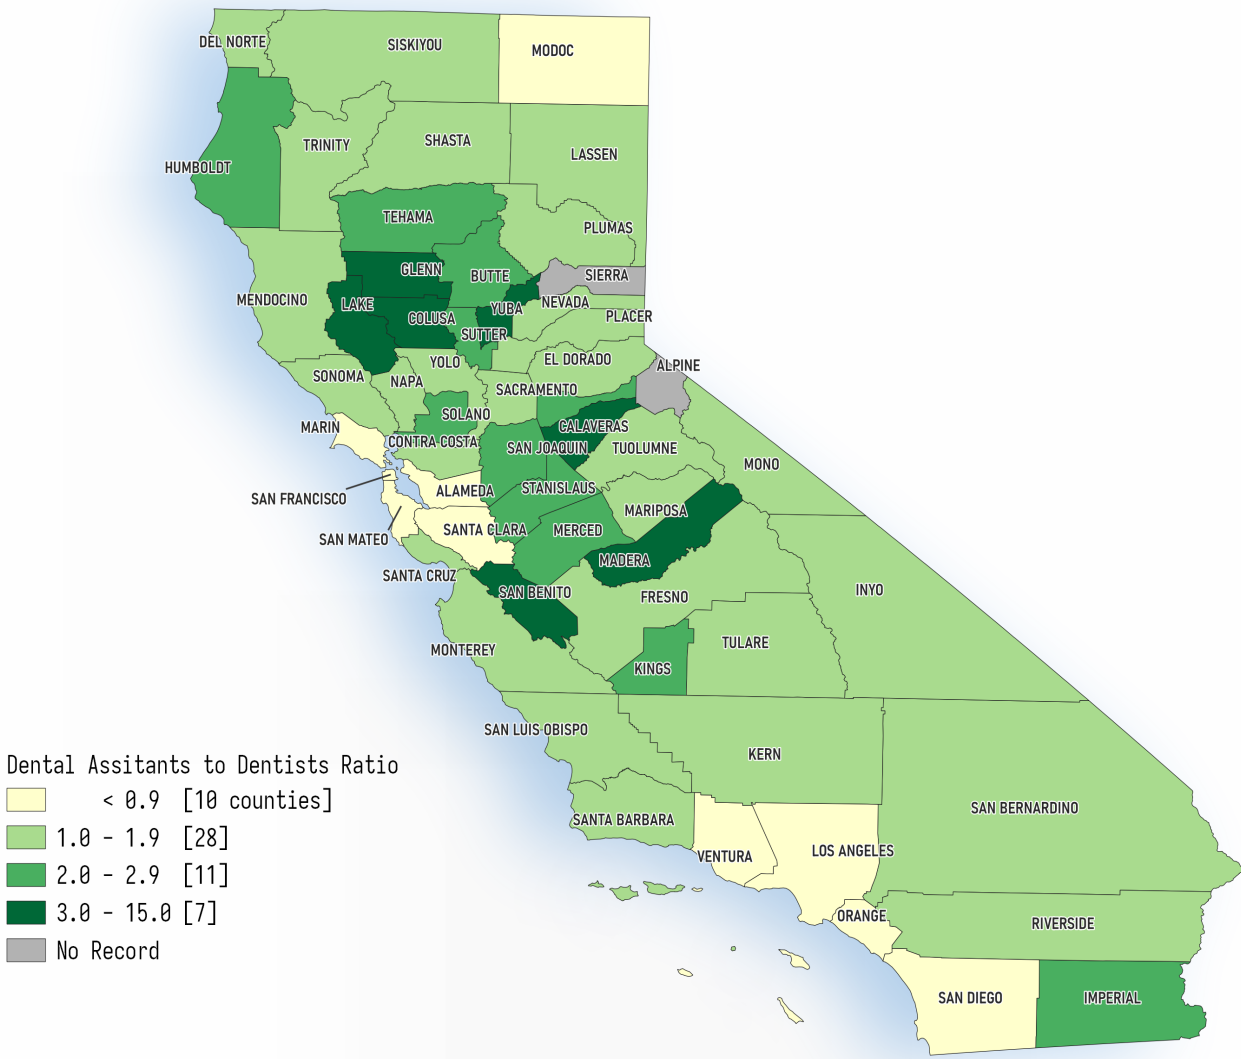 DEL NORTE
SISKIYOU
MODOC
TRINITY
SHASTA
LASSEN
HUMBOLDT
TEHAMA
PLUMAS
GLENN
BUTTE
SIERRA
MENDOCINO
LAKE
COLUSA
YUBA
NEVADA
PLACER
SUTTER
YOLO
EL DORADO
ALPINE
SONOMA
NAPA
SACRAMENTO
SOLANO
MARIN
CONTRA COSTA
CALAVERAS
SAN JOAQUIN
TUOLUMNE
MONO
SAN FRANCISCO
ALAMEDA
STANISLAUS
MARIPOSA
SAN MATEO
SANTA CLARA
MERCED
MADERA
SANTA CRUZ
SAN BENITO
FRESNO
INYO
MONTEREY
KINGS
TULARE
SAN LUIS OBISPO
KERN
SAN BERNARDINO
SANTA BARBARA
VENTURA
LOS ANGELES
ORANGE
RIVERSIDE
SAN DIEGO
IMPERIAL
Dental Assitants to Dentists Ratio
< 0.9 [10 counties]
1.0 - 1.9 [28]
2.0 - 2.9 [11]
3.0 - 15.0 [7]
No Record